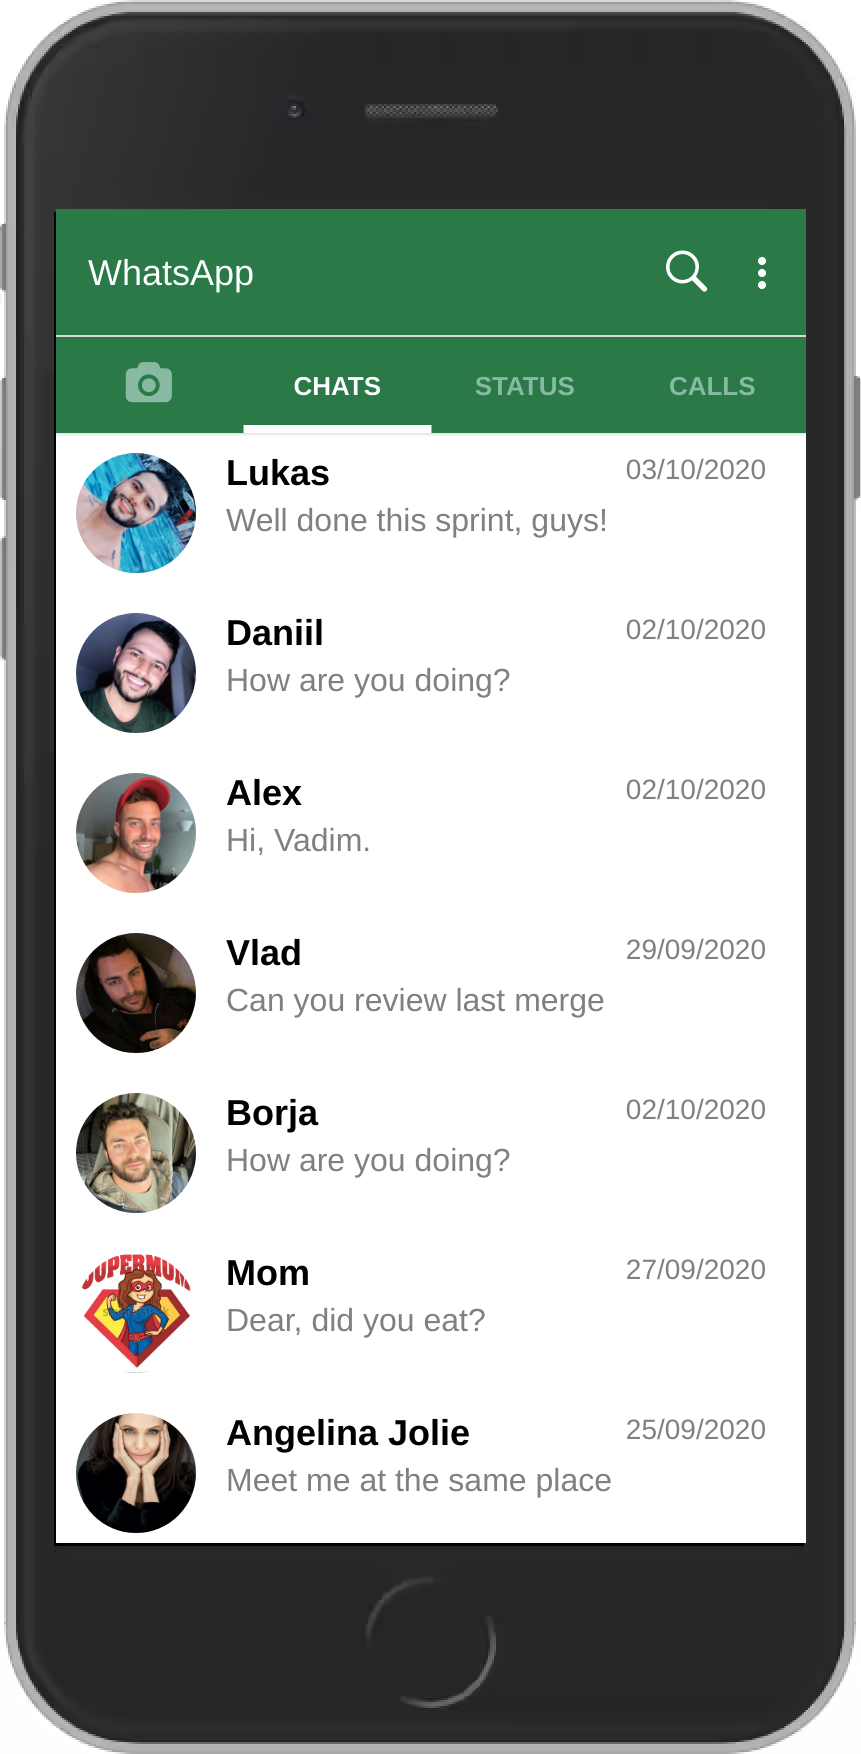 WhatsApp
CHATS STATUS CALLS
Lukas 03/10/2020
Well done this sprint, guys!
Daniil 02/10/2020
How are you doing?
Alex 02/10/2020
Hi, Vadim.
Vlad 29/09/2020
Can you review last merge
Borja 02/10/2020
How are you doing?
SUPERMUM
Mom 27/09/2020
Dear, did you eat?
Angelina Jolie 25/09/2020
Meet me at the same place